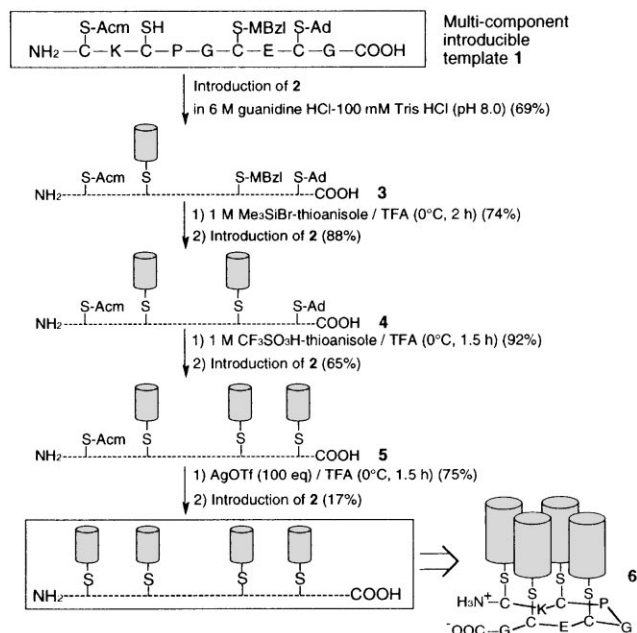 S-Acm SH S-MBzl S-Ad
NH2–C–K–C–P–G–C–E–C–G–COOH
Multi-component
introducible
template 1
Introduction of 2
in 6 M guanidine HCl-100 mM Tris HCl (pH 8.0) (69%)
S-Acm S S-MBzl S-Ad
NH2 COOH 3
1) 1 M Me3SiBr-thioanisole / TFA (0°C, 2 h) (74%)
2) Introduction of 2 (88%)
S-Acm S S S-Ad
NH2 COOH 4
1) 1 M CF3SO3H-thioanisole / TFA (0°C, 1.5 h) (92%)
2) Introduction of 2 (65%)
S-Acm S S S
NH2 COOH 5
1) AgOTf (100 eq) / TFA (0°C, 1.5 h) (75%)
2) Introduction of 2 (17%)
S S S S
NH2 COOH
6
S S S S
H3N+–C–K–C–P
-OOC–G–C–E–C–G